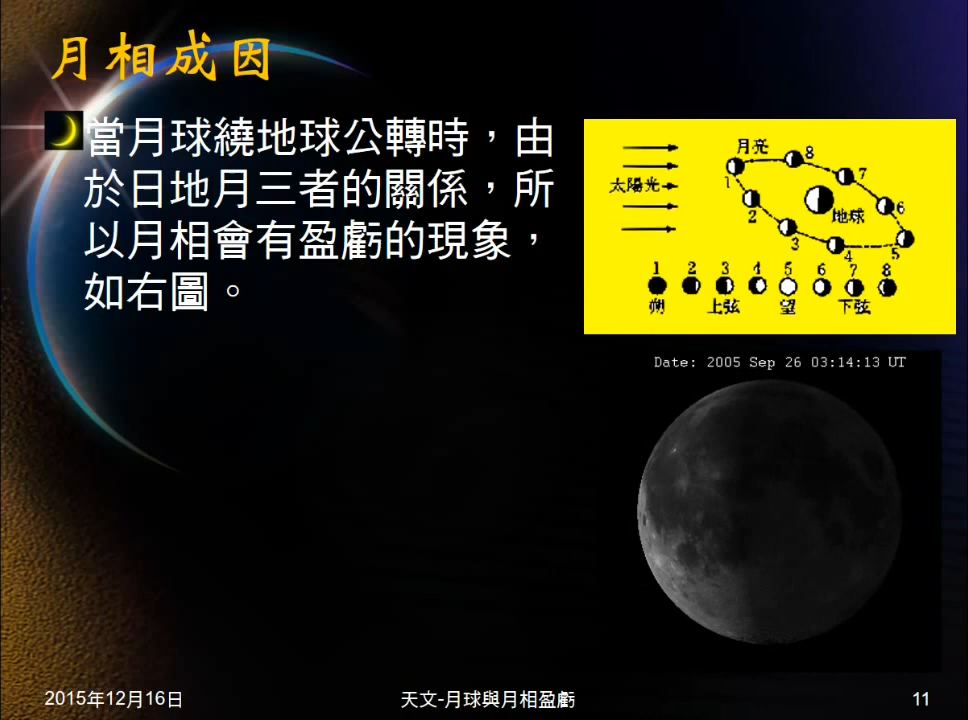 月相成因
當月球繞地球公轉時，由
於日地月三者的關係，所
以月相會有盈虧的現象，
如右圖。
月亮
8
7
太陽光
1
地球
6
2
3
4
5
1 2 3 4 5 6 7 8
朔 上弦 望 下弦
Date: 2005 Sep 26 03:14:13 UT
2015年12月16日
天文-月球與月相盈虧
11